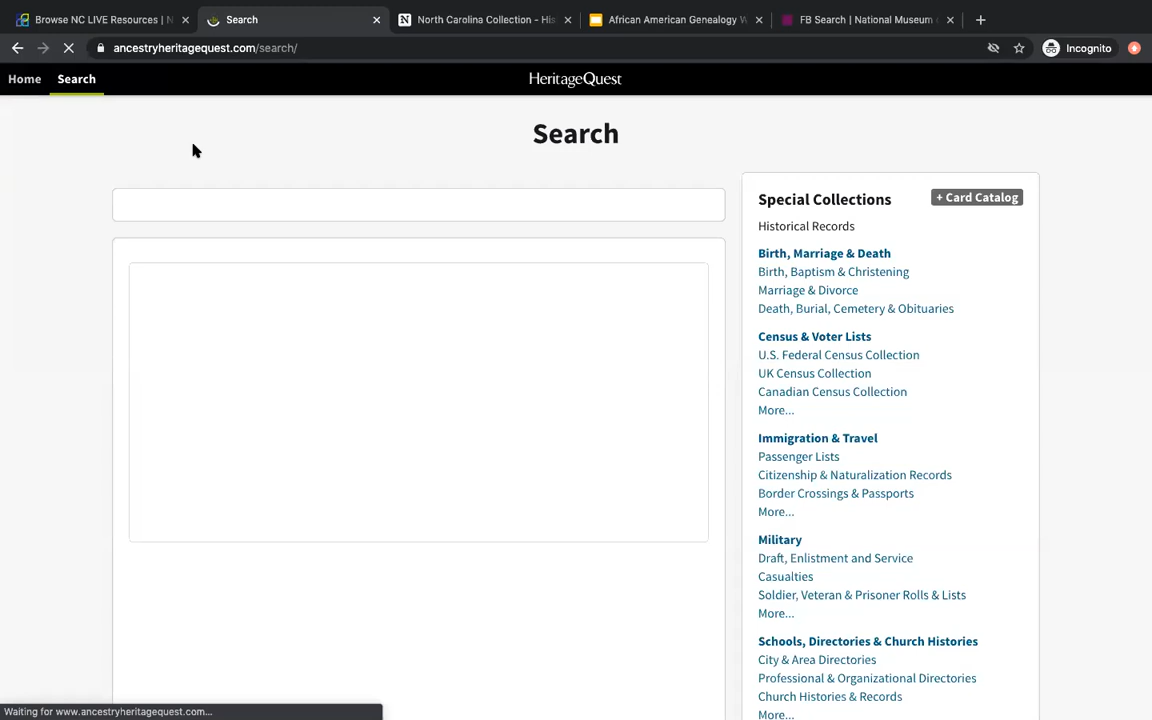 Browse NC LIVE Resources | N
Search
North Carolina Collection - His
African American Genealogy W
FB Search | National Museum
ancestryheritagequest.com/search/
Incognito
Home
Search
HeritageQuest
Search
Special Collections
+ Card Catalog
Historical Records
Birth, Marriage & Death
Birth, Baptism & Christening
Marriage & Divorce
Death, Burial, Cemetery & Obituaries
Census & Voter Lists
U.S. Federal Census Collection
UK Census Collection
Canadian Census Collection
More...
Immigration & Travel
Passenger Lists
Citizenship & Naturalization Records
Border Crossings & Passports
More...
Military
Draft, Enlistment and Service
Casualties
Soldier, Veteran & Prisoner Rolls & Lists
More...
Schools, Directories & Church Histories
City & Area Directories
Professional & Organizational Directories
Church Histories & Records
More...
Waiting for www.ancestryheritagequest.com...